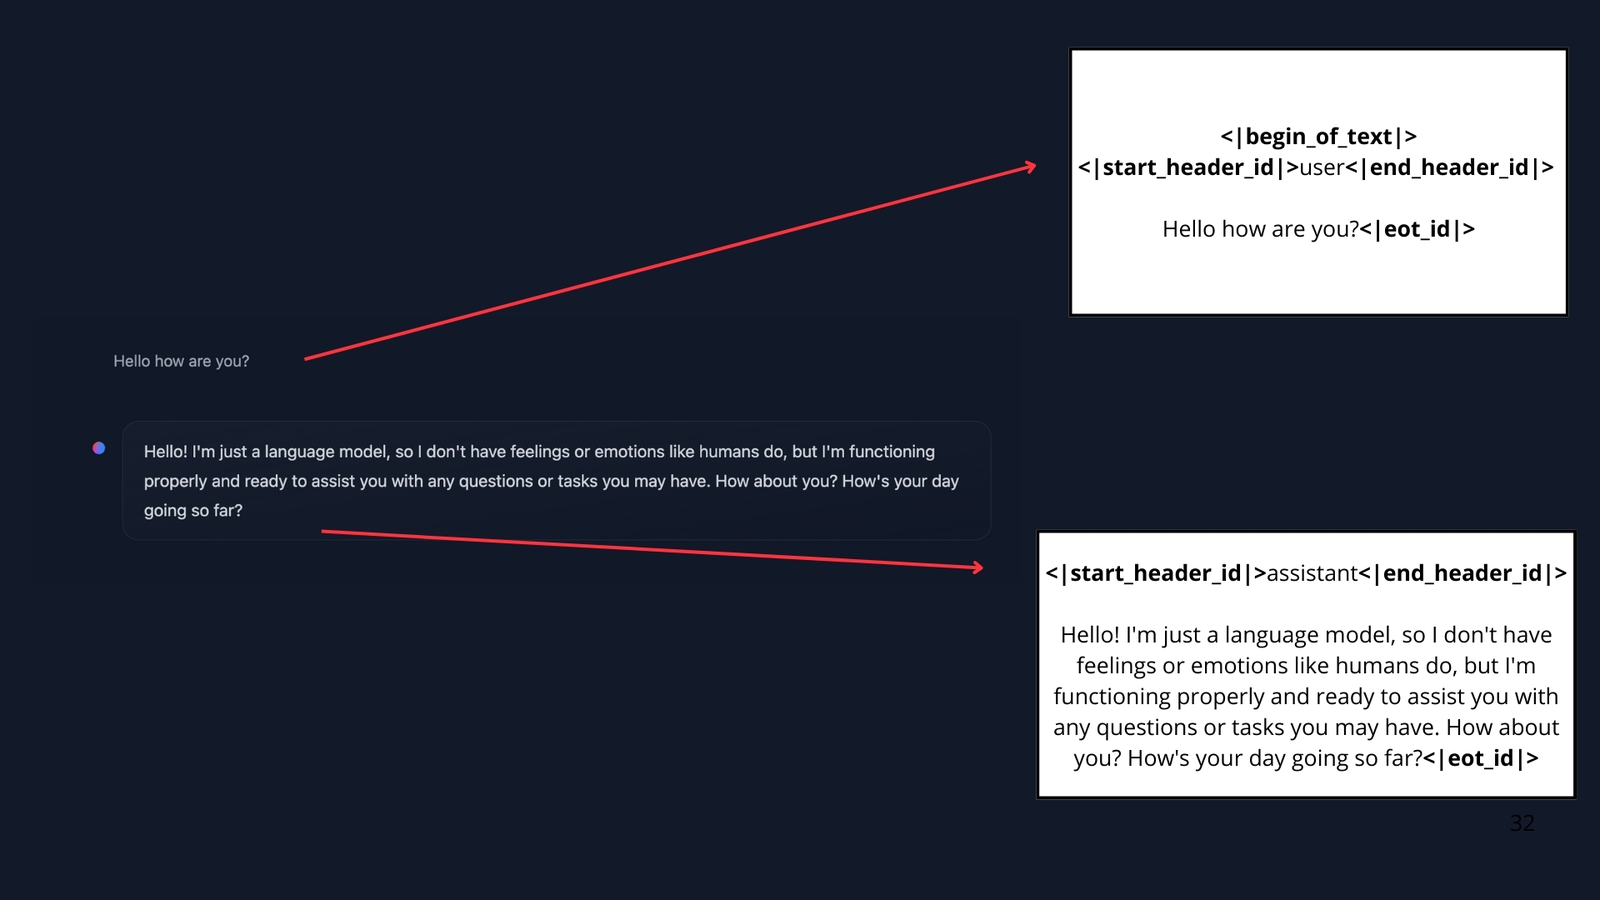 <|begin_of_text|>
<|start_header_id|>user<|end_header_id|>
Hello how are you?<|eot_id|>
Hello how are you?
Hello! I'm just a language model, so I don't have feelings or emotions like humans do, but I'm functioning
properly and ready to assist you with any questions or tasks you may have. How about you? How's your day
going so far?
<|start_header_id|>assistant<|end_header_id|>
Hello! I'm just a language model, so I don't have
feelings or emotions like humans do, but I'm
functioning properly and ready to assist you with
any questions or tasks you may have. How about
you? How's your day going so far?<|eot_id|>
32